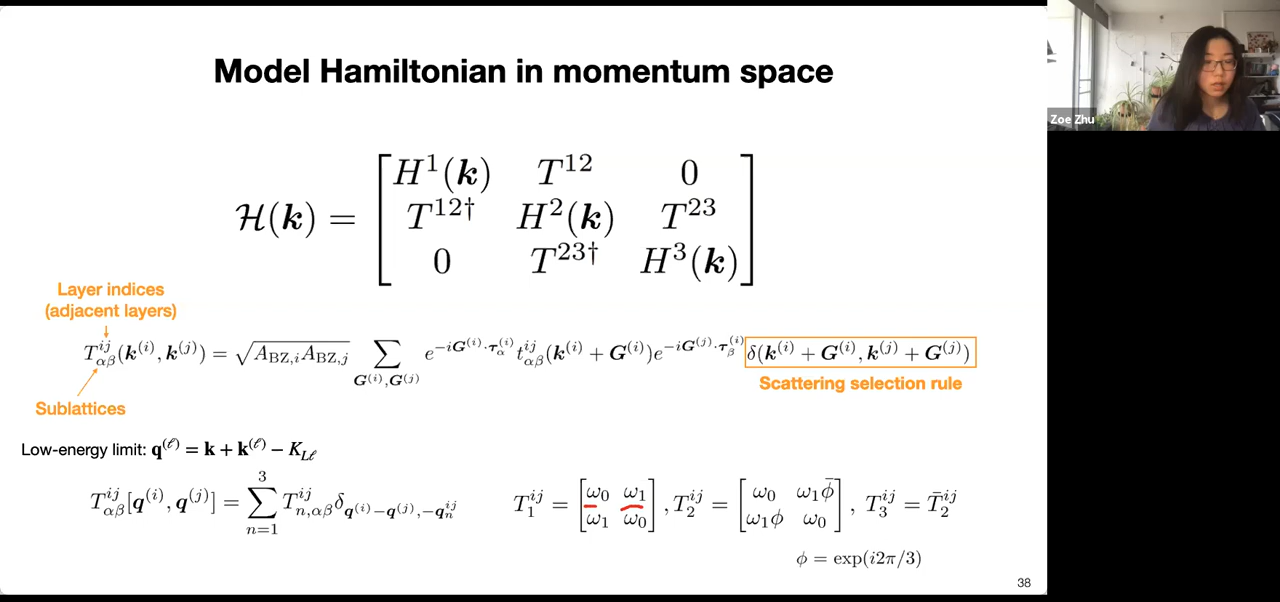 Model Hamiltonian in momentum space
Zoe Zhu
ℋ(k) = [ H¹(k) T¹² 0
T¹²† H²(k) T²³
0 T²³† H³(k) ]
Layer indices
(adjacent layers)
T^{ij}_{αβ}(k^{(i)}, k^{(j)}) = √(A_{BZ,i}A_{BZ,j}) ∑_{G^{(i)},G^{(j)}} e^{-iG^{(i)}·τ_α^{(i)}} t^{ij}_{αβ}(k^{(i)} + G^{(i)})e^{-iG^{(j)}·τ_β^{(i)}} δ(k^{(i)} + G^{(i)}, k^{(j)} + G^{(j)})
Scattering selection rule
Sublattices
Low-energy limit: q^{(ℓ)} = k + k^{(ℓ)} − K_{Lℓ}
T^{ij}_{αβ}[q^{(i)}, q^{(j)}] = ∑_{n=1}^{3} T^{ij}_{n,αβ} δ_{q^{(i)}−q^{(j)},−q_n^{ij}} T_1^{ij} = [ω₀ ω₁; ω₁ ω₀], T_2^{ij} = [ω₀ ω₁φ̄; ω₁φ ω₀], T_3^{ij} = T̄_2^{ij}
φ = exp(i2π/3)
38